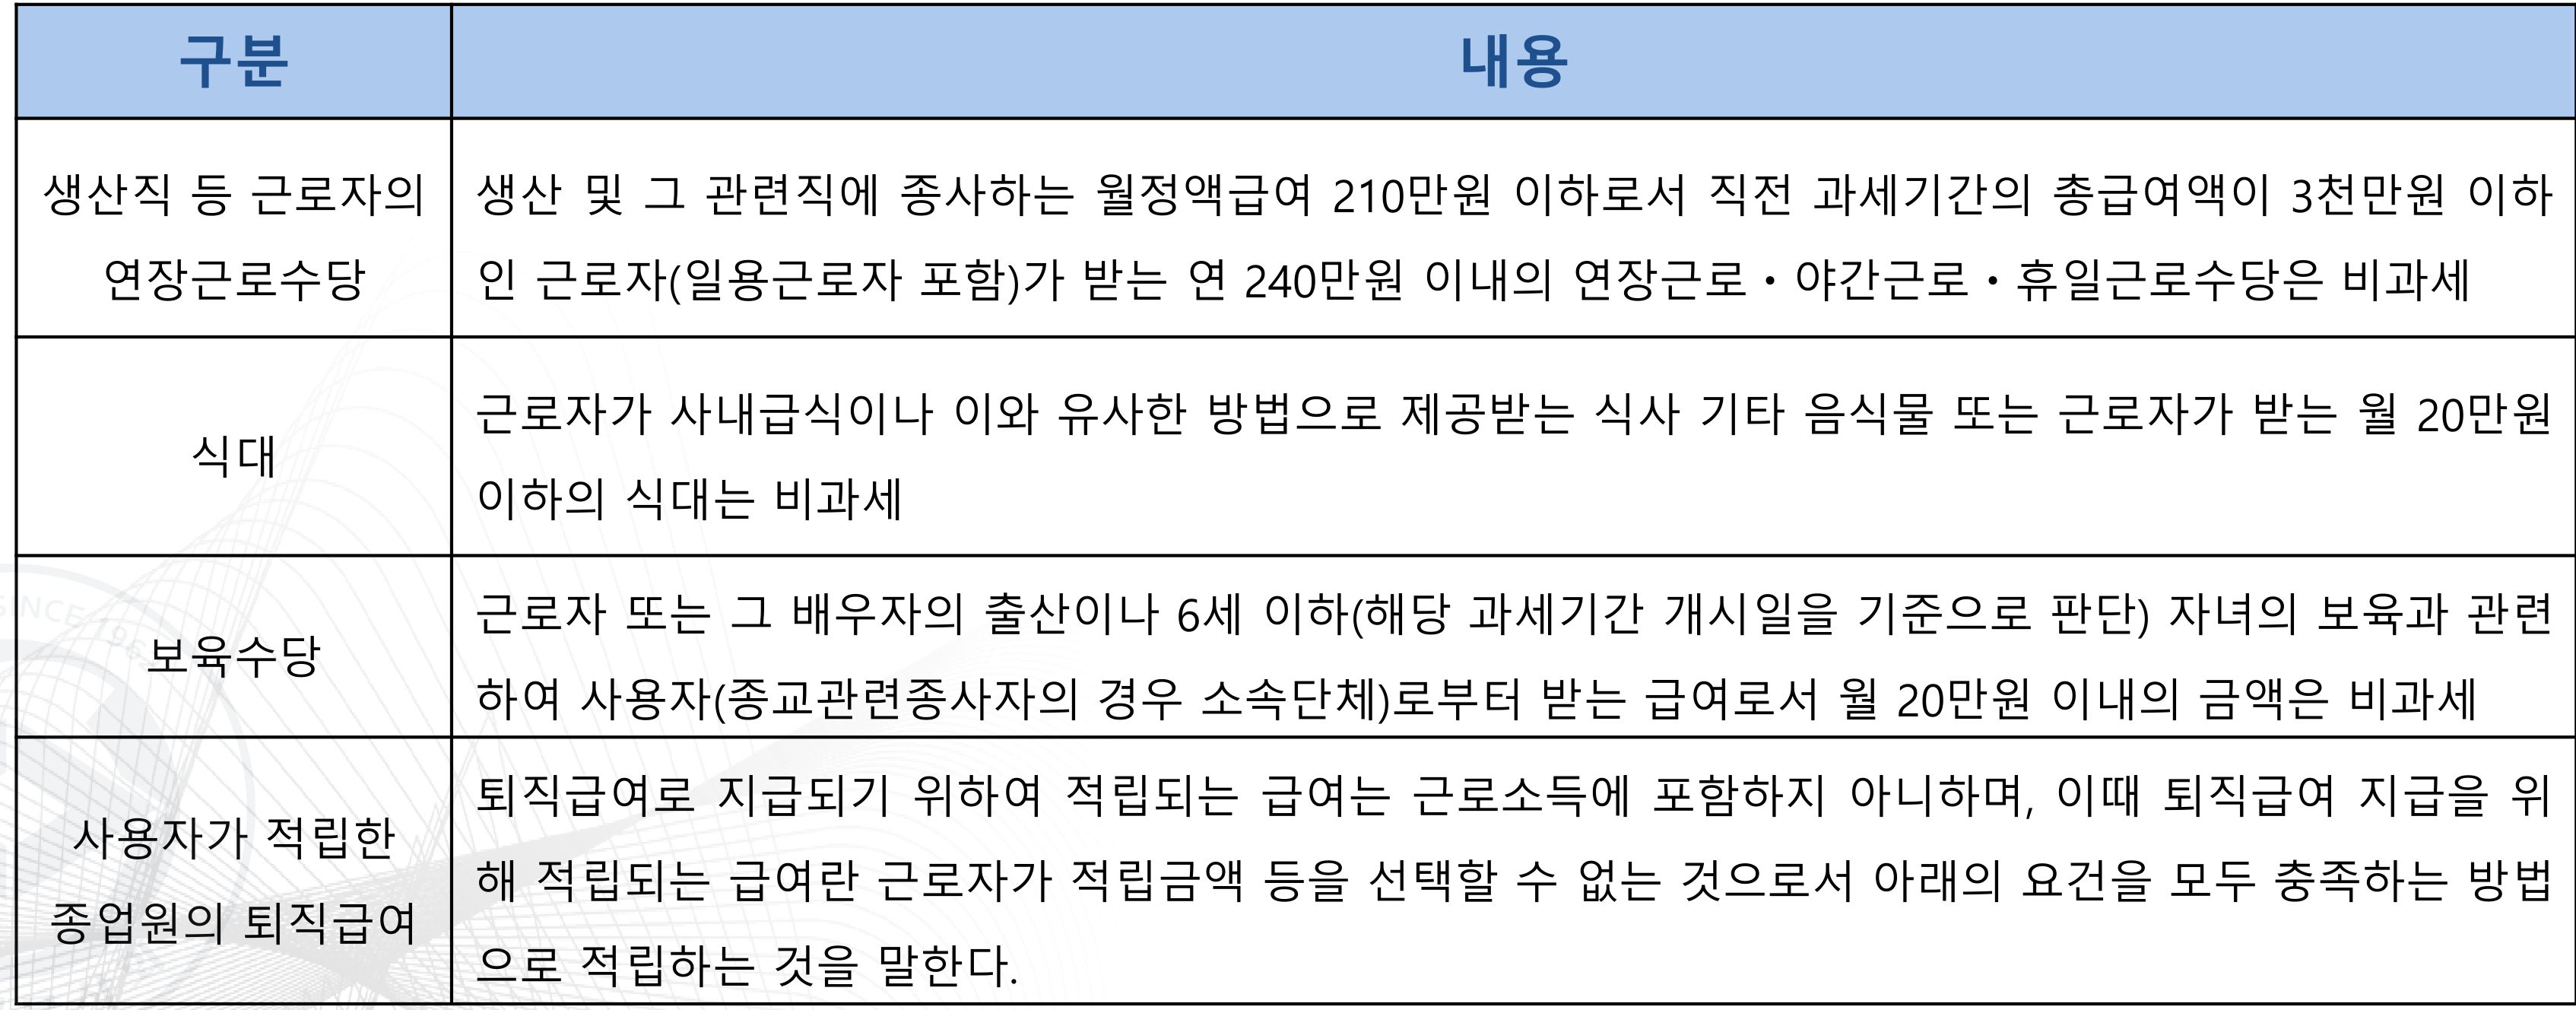 구분
내용
생산직 등 근로자의
연장근로수당
생산 및 그 관련직에 종사하는 월정액급여 210만원 이하로서 직전 과세기간의 총급여액이 3천만원 이하
인 근로자(일용근로자 포함)가 받는 연 240만원 이내의 연장근로・야간근로・휴일근로수당은 비과세
식대
근로자가 사내급식이나 이와 유사한 방법으로 제공받는 식사 기타 음식물 또는 근로자가 받는 월 20만원
이하의 식대는 비과세
보육수당
근로자 또는 그 배우자의 출산이나 6세 이하(해당 과세기간 개시일을 기준으로 판단) 자녀의 보육과 관련
하여 사용자(종교관련종사자의 경우 소속단체)로부터 받는 급여로서 월 20만원 이내의 금액은 비과세
사용자가 적립한
종업원의 퇴직급여
퇴직급여로 지급되기 위하여 적립되는 급여는 근로소득에 포함하지 아니하며, 이때 퇴직급여 지급을 위
해 적립되는 급여란 근로자가 적립금액 등을 선택할 수 없는 것으로서 아래의 요건을 모두 충족하는 방법
으로 적립하는 것을 말한다.
SINCE